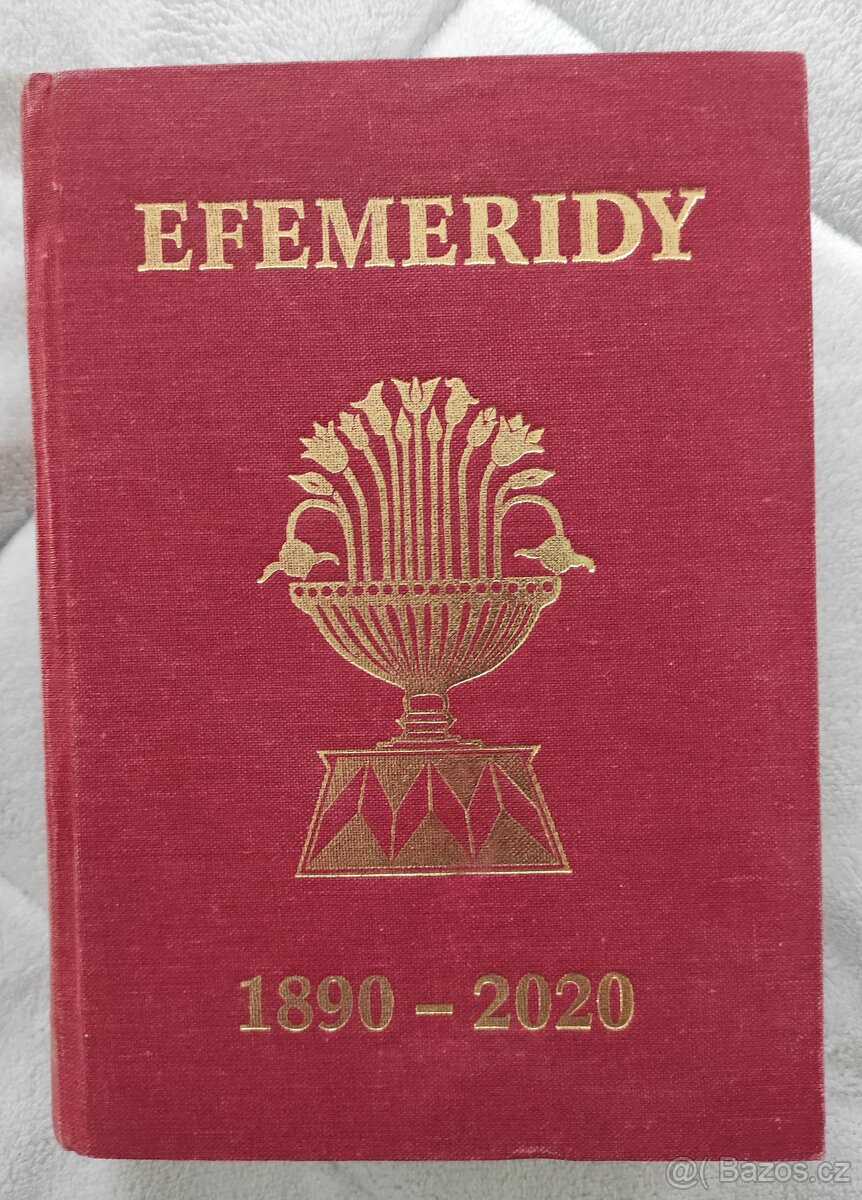 EFEMERIDY
1890 – 2020
@( Bazos.cz